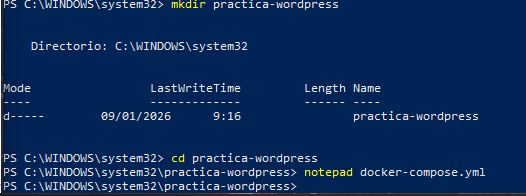 PS C:\WINDOWS\system32> mkdir practica-wordpress
Directorio: C:\WINDOWS\system32
Mode                LastWriteTime         Length Name
----                -------------         ------ ----
d-----        09/01/2026     9:16                practica-wordpress
PS C:\WINDOWS\system32> cd practica-wordpress
PS C:\WINDOWS\system32\practica-wordpress> notepad docker-compose.yml
PS C:\WINDOWS\system32\practica-wordpress>